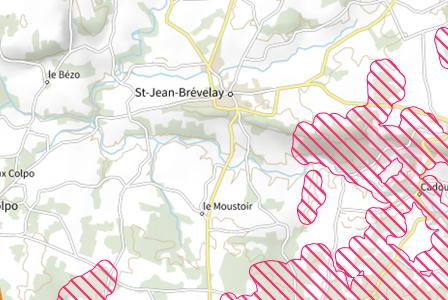 le Bézo
St-Jean-Brévelay
x Colpo
Cadou
olpo
le Moustoir